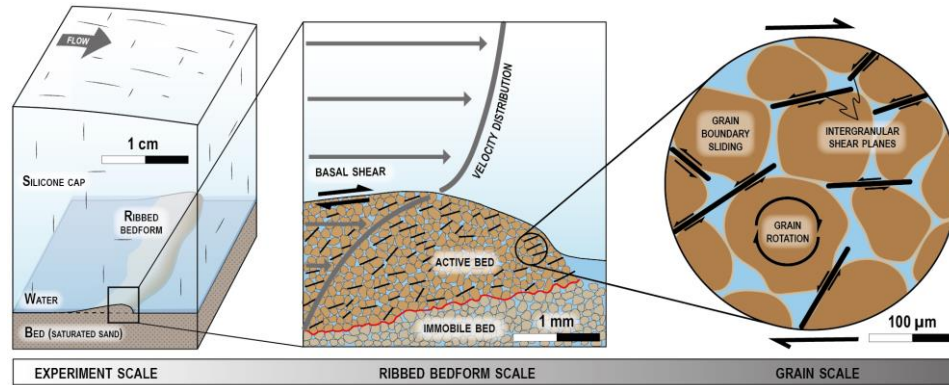 FLOW
1 cm
SILICONE CAP
RIBBED
BEDFORM
WATER
BED (SATURATED SAND)
VELOCITY DISTRIBUTION
BASAL SHEAR
ACTIVE BED
IMMOBILE BED
1 mm
GRAIN
BOUNDARY
SLIDING
INTERGRANULAR
SHEAR PLANES
GRAIN
ROTATION
100 µm
EXPERIMENT SCALE
RIBBED BEDFORM SCALE
GRAIN SCALE